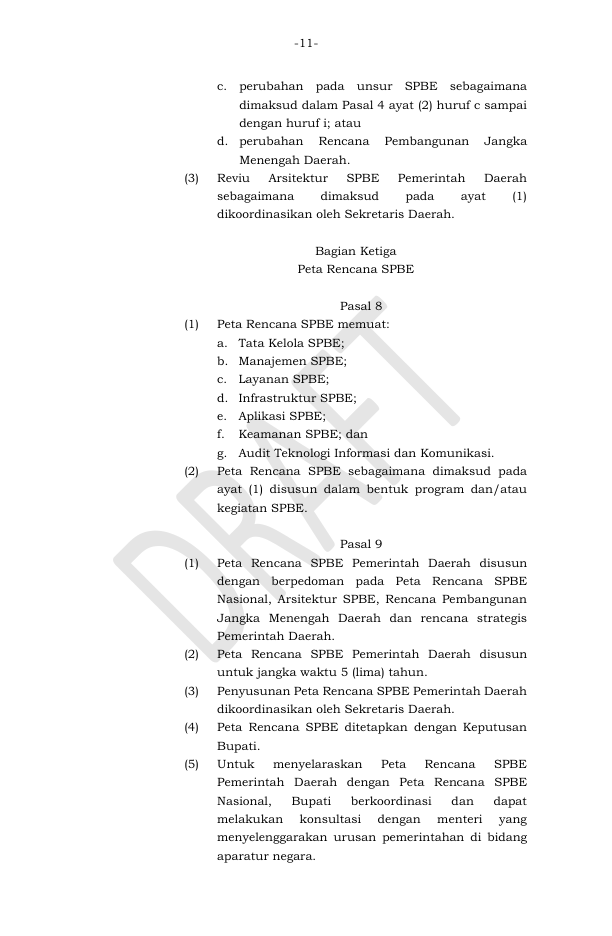 -11-
c. perubahan pada unsur SPBE sebagaimana
dimaksud dalam Pasal 4 ayat (2) huruf c sampai
dengan huruf i; atau
d. perubahan Rencana Pembangunan Jangka
Menengah Daerah.
(3) Reviu Arsitektur SPBE Pemerintah Daerah
sebagaimana dimaksud pada ayat (1)
dikoordinasikan oleh Sekretaris Daerah.
Bagian Ketiga
Peta Rencana SPBE
Pasal 8
(1) Peta Rencana SPBE memuat:
a. Tata Kelola SPBE;
b. Manajemen SPBE;
c. Layanan SPBE;
d. Infrastruktur SPBE;
e. Aplikasi SPBE;
f. Keamanan SPBE; dan
g. Audit Teknologi Informasi dan Komunikasi.
(2) Peta Rencana SPBE sebagaimana dimaksud pada
ayat (1) disusun dalam bentuk program dan/atau
kegiatan SPBE.
Pasal 9
(1) Peta Rencana SPBE Pemerintah Daerah disusun
dengan berpedoman pada Peta Rencana SPBE
Nasional, Arsitektur SPBE, Rencana Pembangunan
Jangka Menengah Daerah dan rencana strategis
Pemerintah Daerah.
(2) Peta Rencana SPBE Pemerintah Daerah disusun
untuk jangka waktu 5 (lima) tahun.
(3) Penyusunan Peta Rencana SPBE Pemerintah Daerah
dikoordinasikan oleh Sekretaris Daerah.
(4) Peta Rencana SPBE ditetapkan dengan Keputusan
Bupati.
(5) Untuk menyelaraskan Peta Rencana SPBE
Pemerintah Daerah dengan Peta Rencana SPBE
Nasional, Bupati berkoordinasi dan dapat
melakukan konsultasi dengan menteri yang
menyelenggarakan urusan pemerintahan di bidang
aparatur negara.
DRAFT